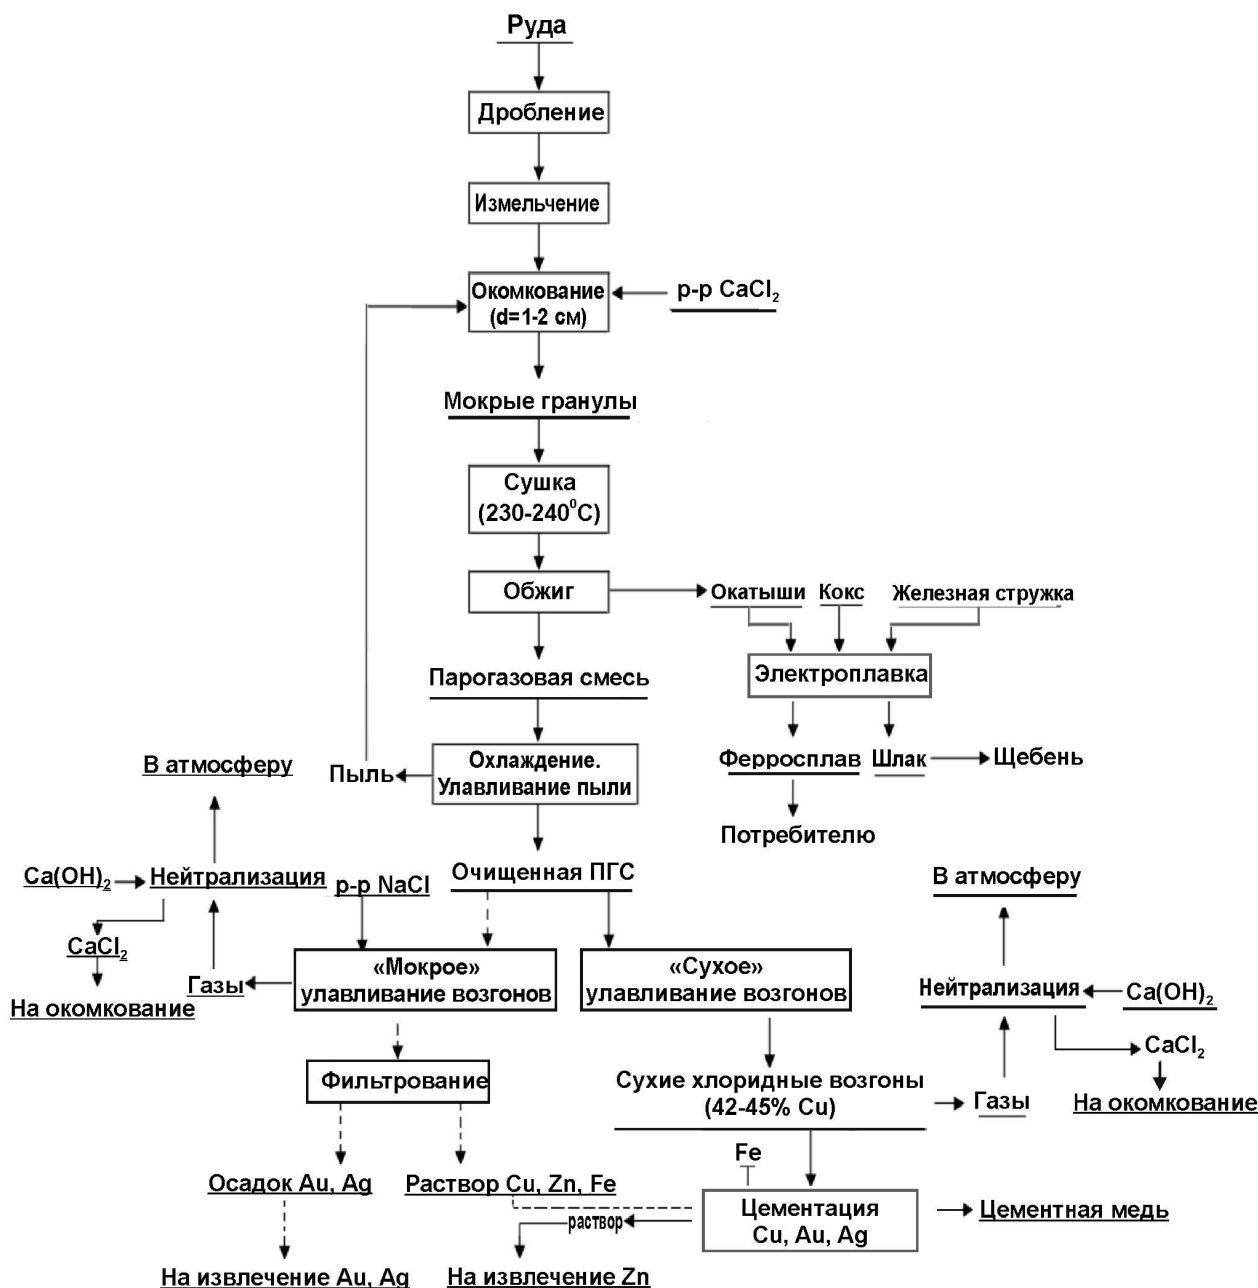 Руда
Дробление
Измельчение
Окомкование
(d=1-2 см)
р-р CaCl₂
Мокрые гранулы
Сушка
(230-240⁰С)
Обжиг
Окатыши
Кокс
Железная стружка
Парогазовая смесь
Электроплавка
Охлаждение.
Улавливание пыли
Пыль
Ферросплав
Шлак
Щебень
Потребителю
В атмосферу
Ca(OH)₂
Нейтрализация
р-р NaCl
Очищенная ПГС
CaCl₂
На окомкование
Газы
«Мокрое»
улавливание возгонов
«Сухое»
улавливание возгонов
В атмосферу
Нейтрализация
Ca(OH)₂
CaCl₂
На окомкование
Фильтрование
Сухие хлоридные возгоны
(42-45% Cu)
Газы
Fe
Осадок Au, Ag
Раствор Cu, Zn, Fe
Цементация
Cu, Au, Ag
Цементная медь
раствор
На извлечение Au, Ag
На извлечение Zn